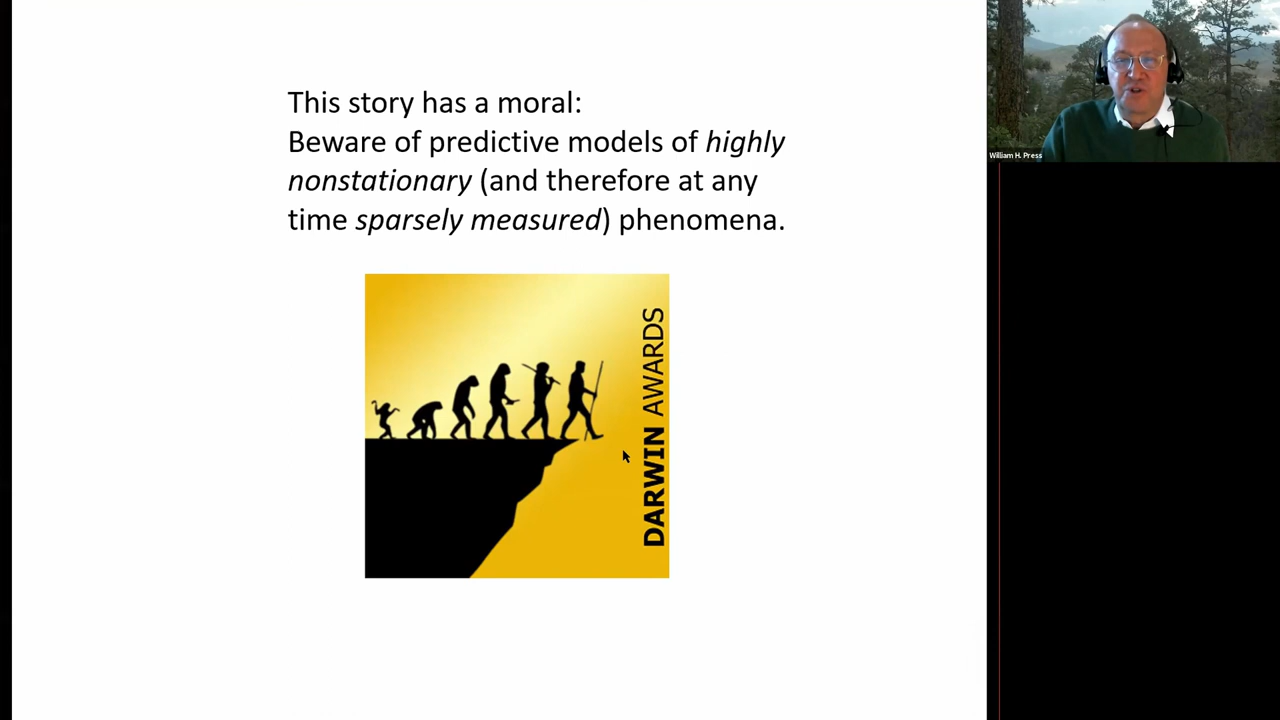 This story has a moral:
Beware of predictive models of highly
nonstationary (and therefore at any
time sparsely measured) phenomena.
DARWIN AWARDS
William H. Press